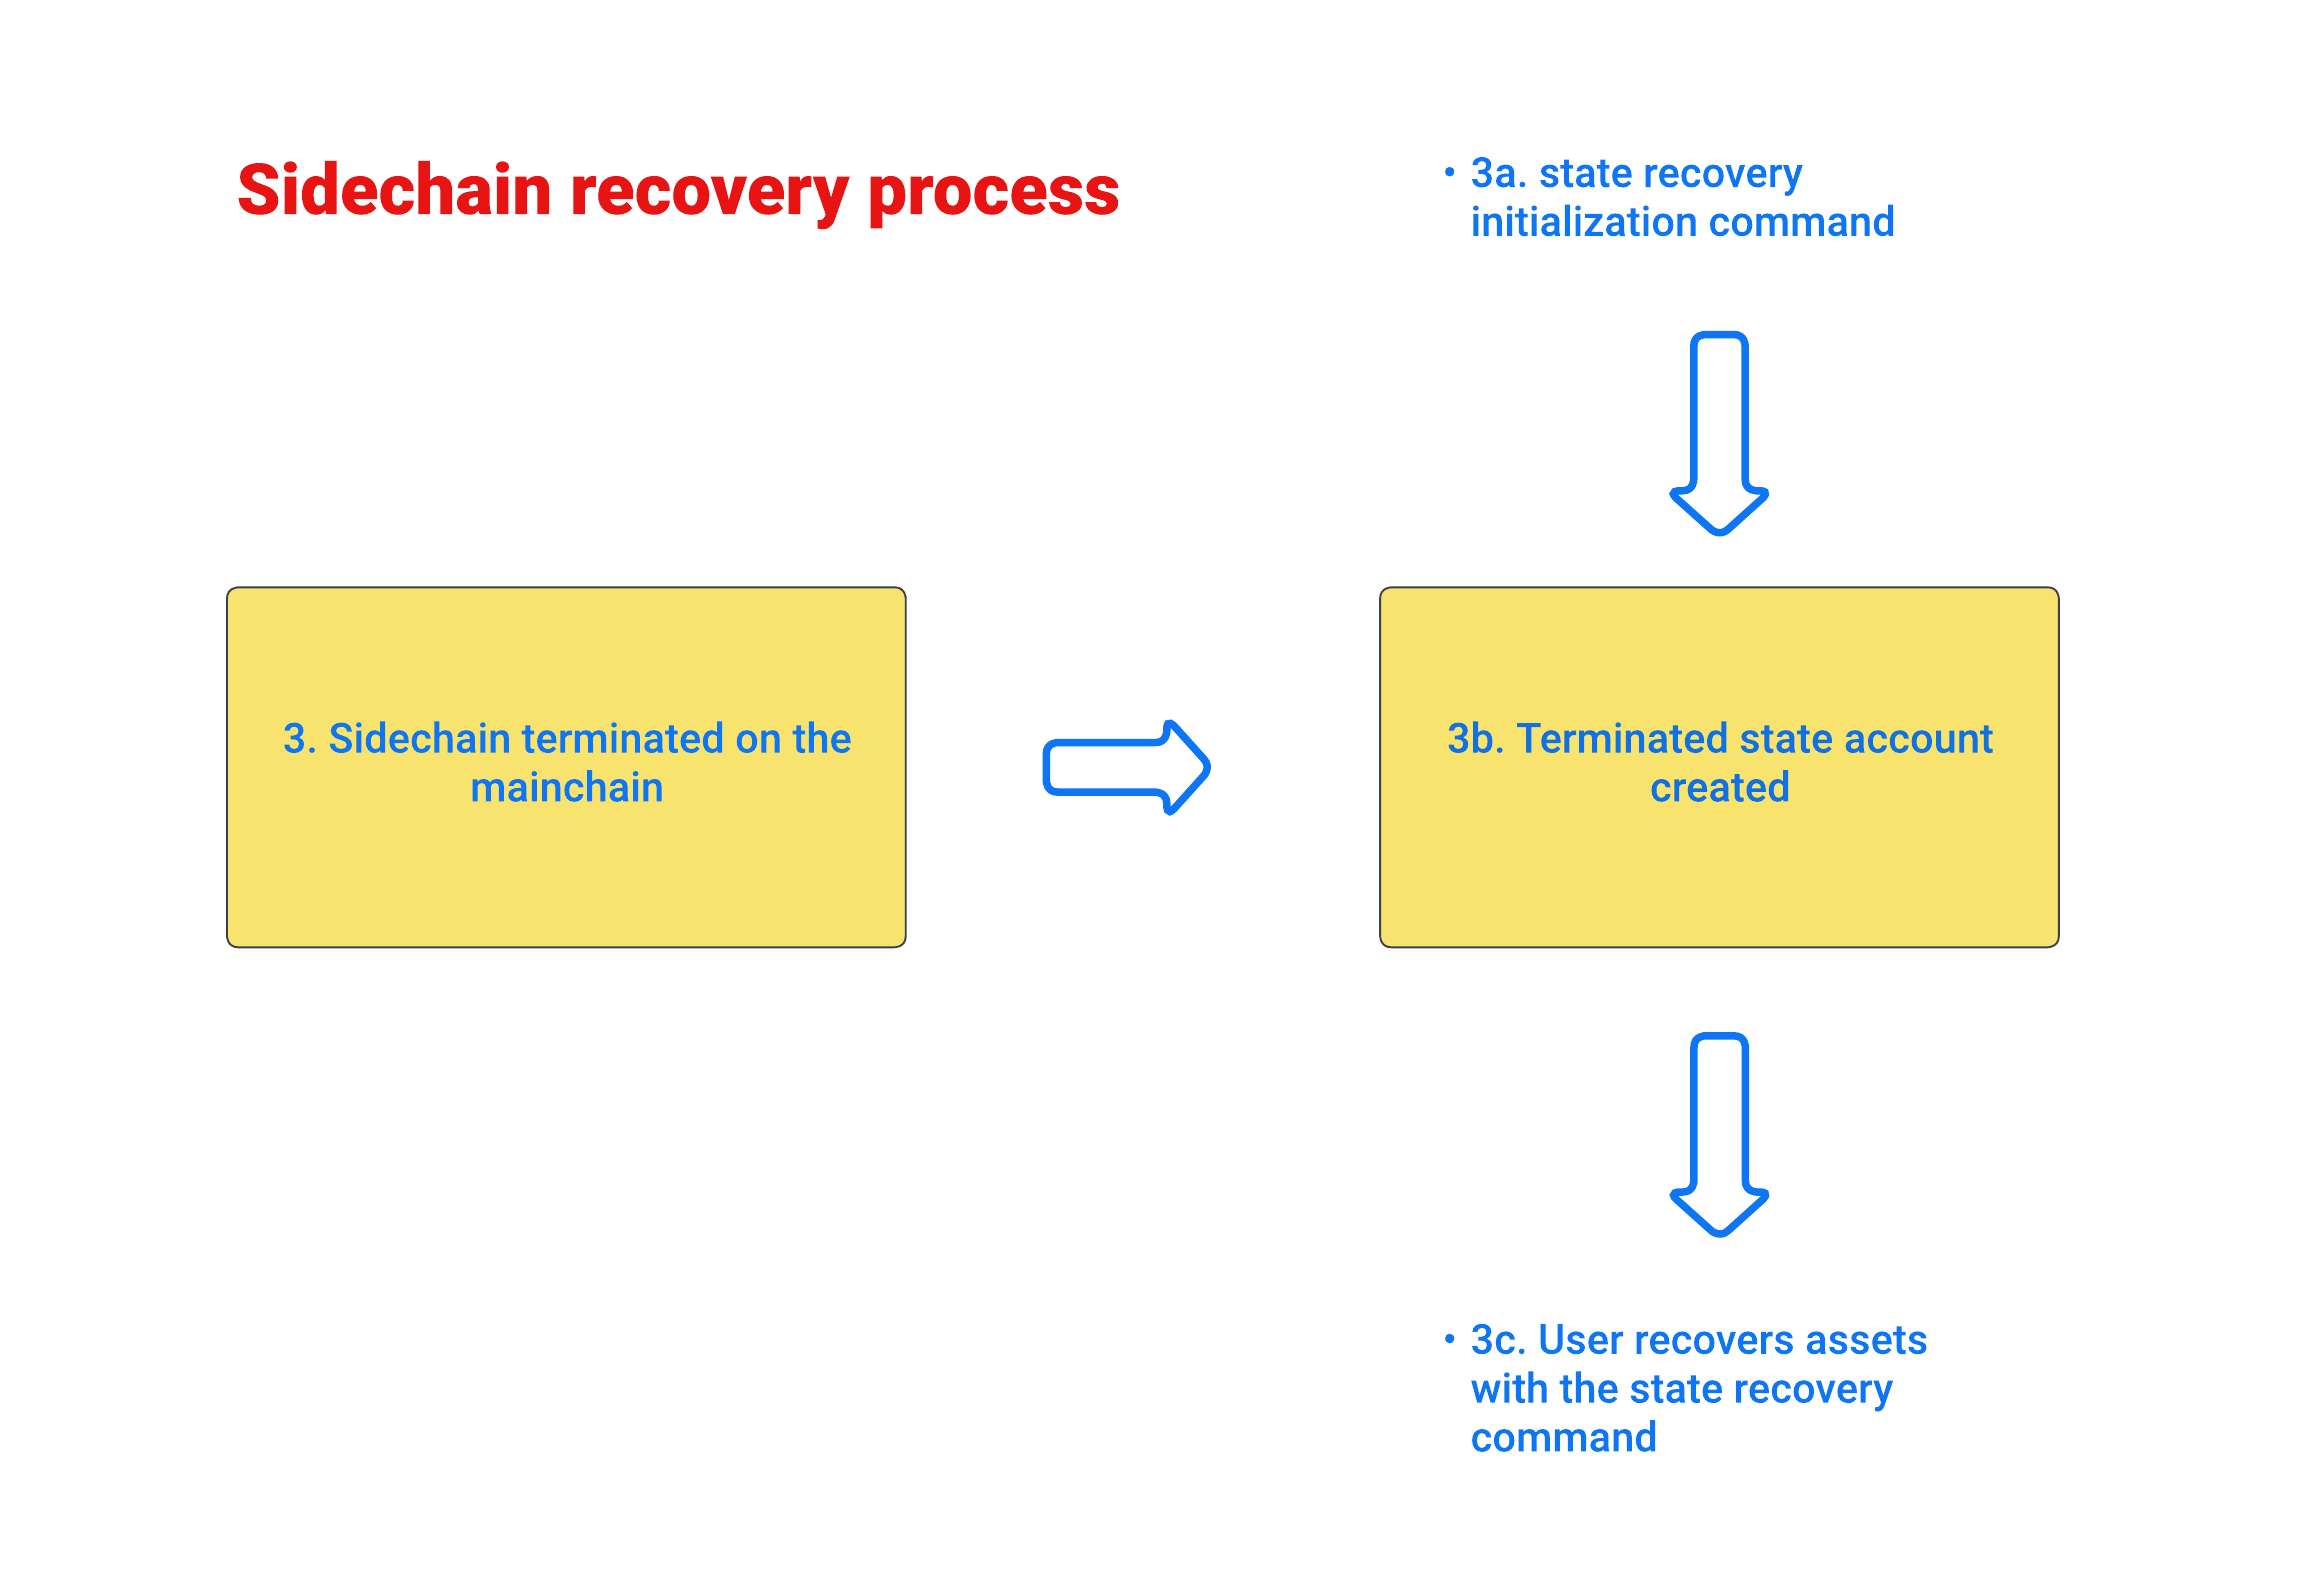 Sidechain recovery process
• 3a. state recovery
initialization command
3. Sidechain terminated on the
mainchain
3b. Terminated state account
created
• 3c. User recovers assets
with the state recovery
command